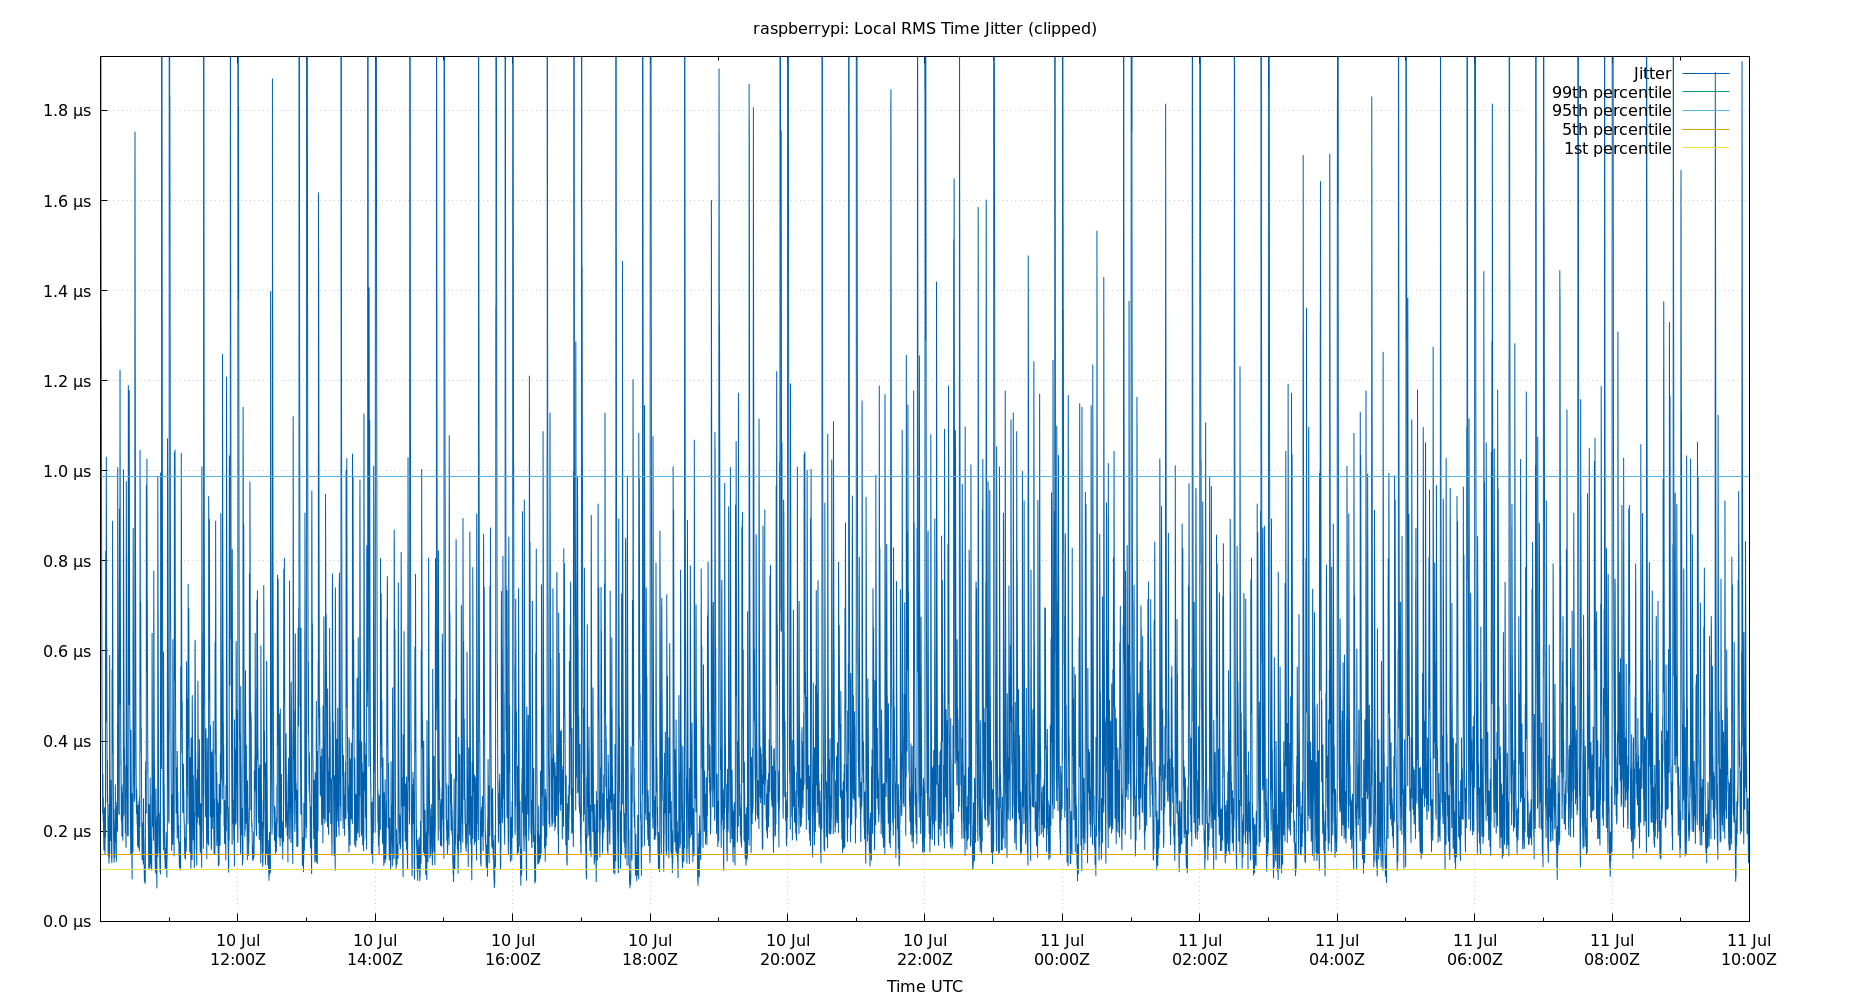 raspberrypi: Local RMS Time Jitter (clipped)
Jitter
99th percentile
95th percentile
5th percentile
1st percentile
1.8 µs
1.6 µs
1.4 µs
1.2 µs
1.0 µs
0.8 µs
0.6 µs
0.4 µs
0.2 µs
0.0 µs
10 Jul 10 Jul 10 Jul 10 Jul 10 Jul 10 Jul 11 Jul 11 Jul 11 Jul 11 Jul 11 Jul 11 Jul
12:00Z 14:00Z 16:00Z 18:00Z 20:00Z 22:00Z 00:00Z 02:00Z 04:00Z 06:00Z 08:00Z 10:00Z
Time UTC